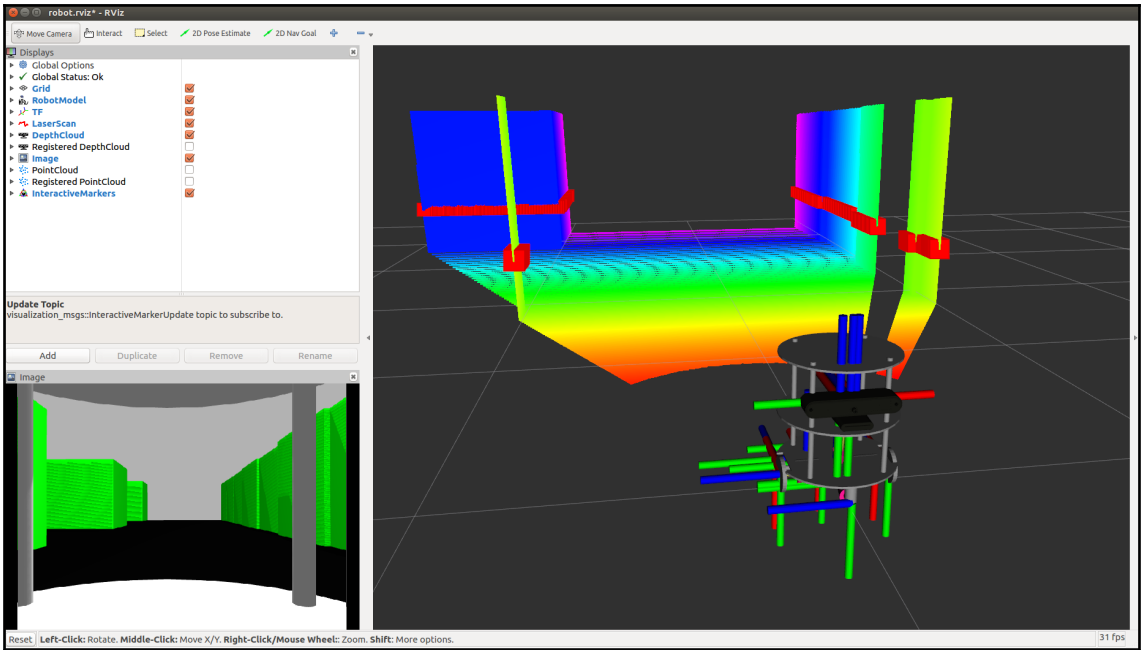 robot.rviz* - RViz
Move Camera Interact Select 2D Pose Estimate 2D Nav Goal
Displays
Global Options
Global Status: Ok
Grid
RobotModel
TF
LaserScan
DepthCloud
Registered DepthCloud
Image
PointCloud
Registered PointCloud
InteractiveMarkers
Update Topic
visualization_msgs::InteractiveMarkerUpdate topic to subscribe to.
Add Duplicate Remove Rename
Image
Reset Left-Click: Rotate. Middle-Click: Move X/Y. Right-Click/Mouse Wheel:: Zoom. Shift: More options. 31 fps